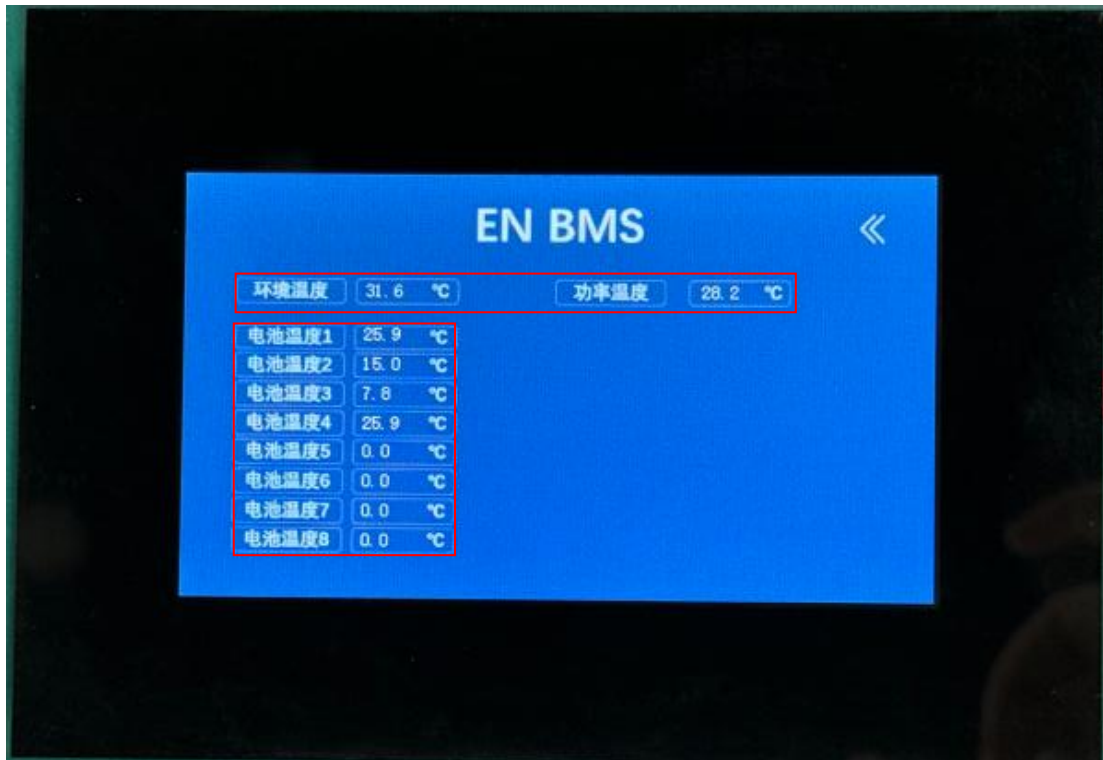 EN BMS
环境温度 31.6 ℃ 功率温度 28.2 ℃
电池温度1 25.9 ℃
电池温度2 15.0 ℃
电池温度3 7.8 ℃
电池温度4 25.9 ℃
电池温度5 0.0 ℃
电池温度6 0.0 ℃
电池温度7 0.0 ℃
电池温度8 0.0 ℃